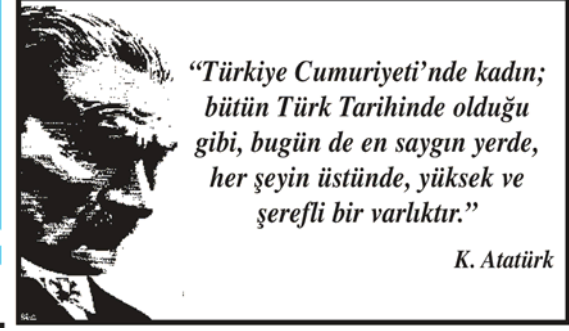 “Türkiye Cumuriyeti’nde kadın;
bütün Türk Tarihinde olduğu
gibi, bugün de en saygın yerde,
her şeyin üstünde, yüksek ve
şerefli bir varlıktır.”
K. Atatürk